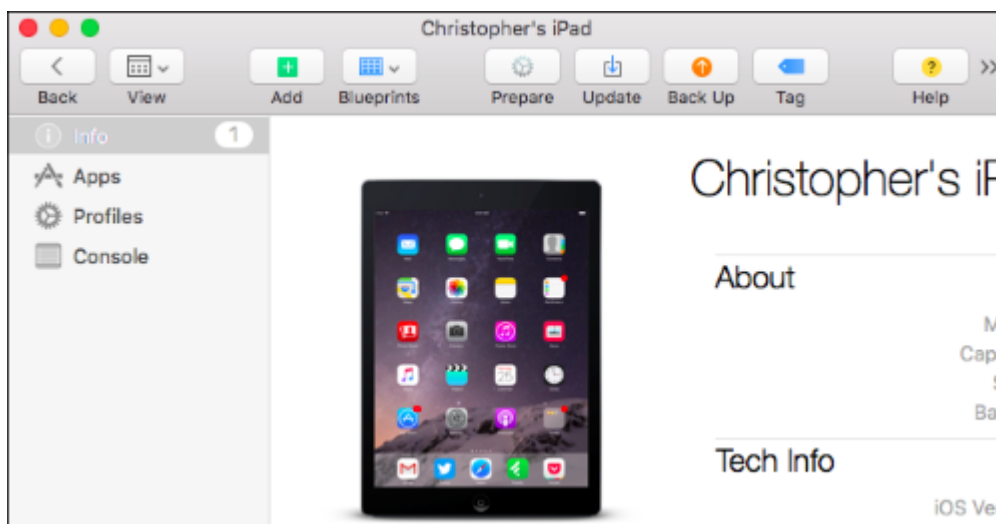 Christopher's iPad
Back View Add Blueprints Prepare Update Back Up Tag Help
Info 1
Apps
Profiles
Console
Christopher's iP
About
M
Cap
S
Ba
Tech Info
iOS Ve